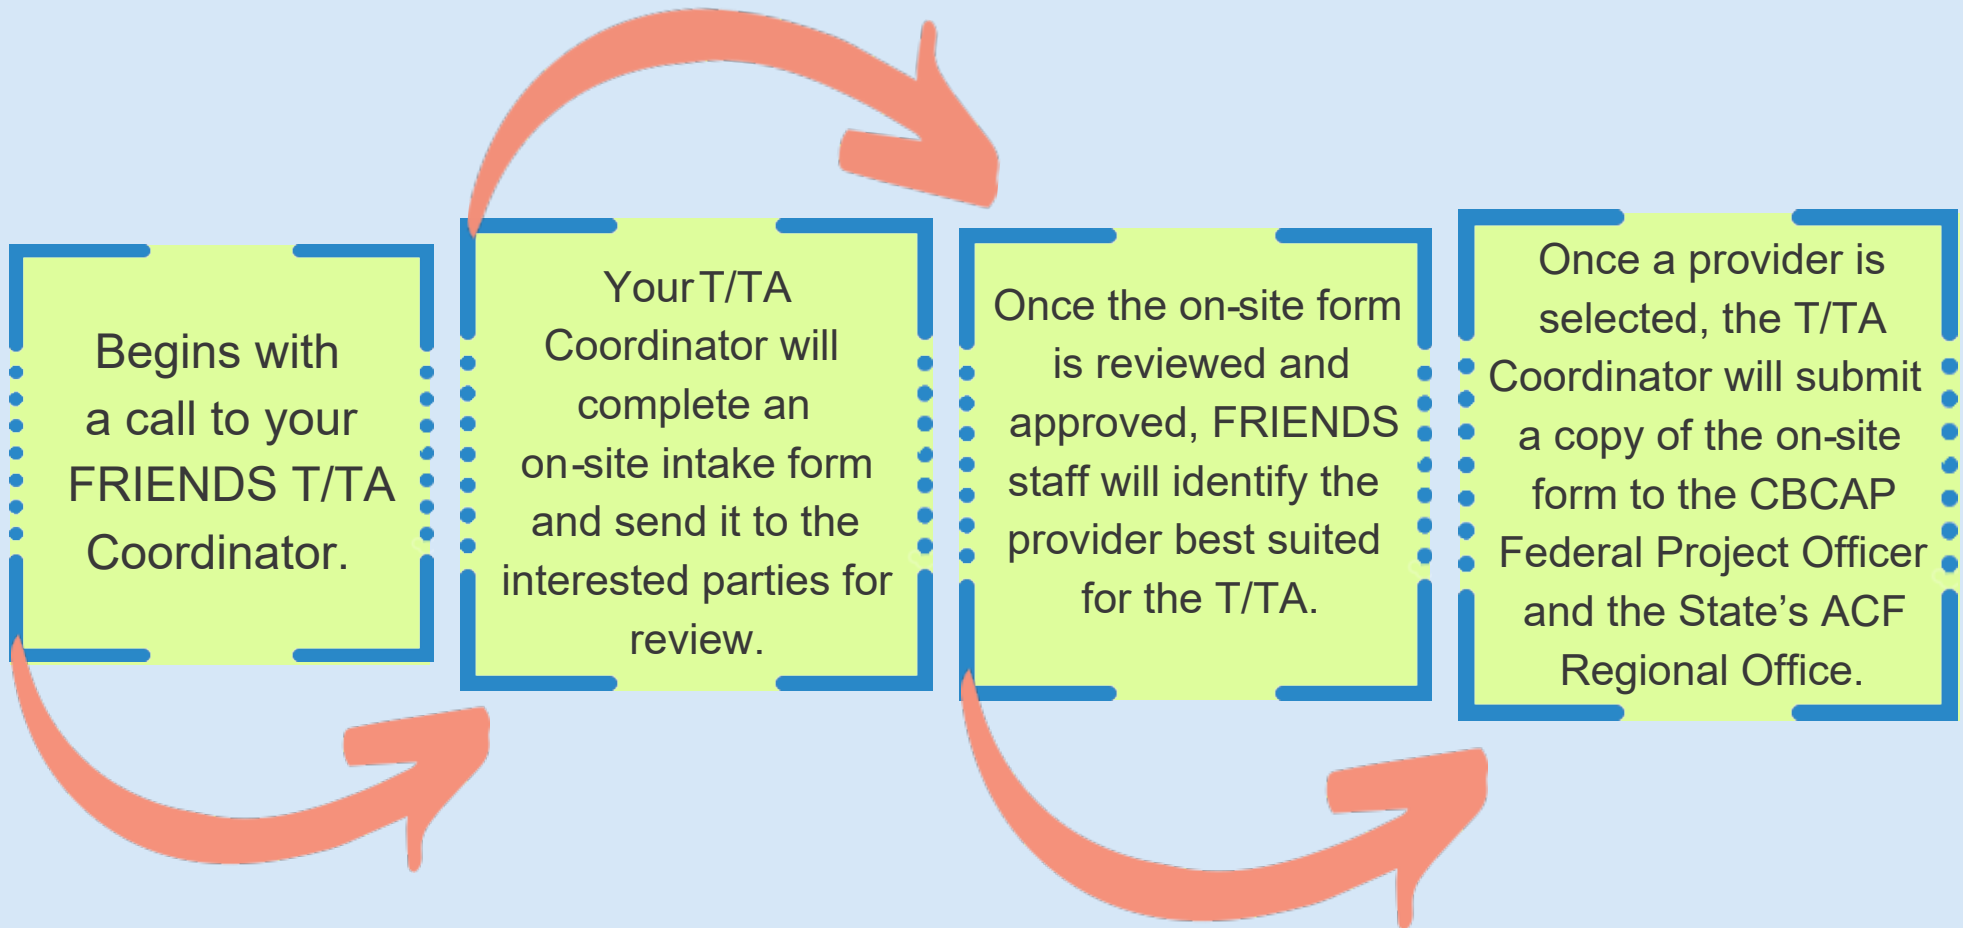 Begins with
a call to your
FRIENDS T/TA
Coordinator.
Your T/TA
Coordinator will
complete an
on-site intake form
and send it to the
interested parties for
review.
Once the on-site form
is reviewed and
approved, FRIENDS
staff will identify the
provider best suited
for the T/TA.
Once a provider is
selected, the T/TA
Coordinator will submit
a copy of the on-site
form to the CBCAP
Federal Project Officer
and the State’s ACF
Regional Office.